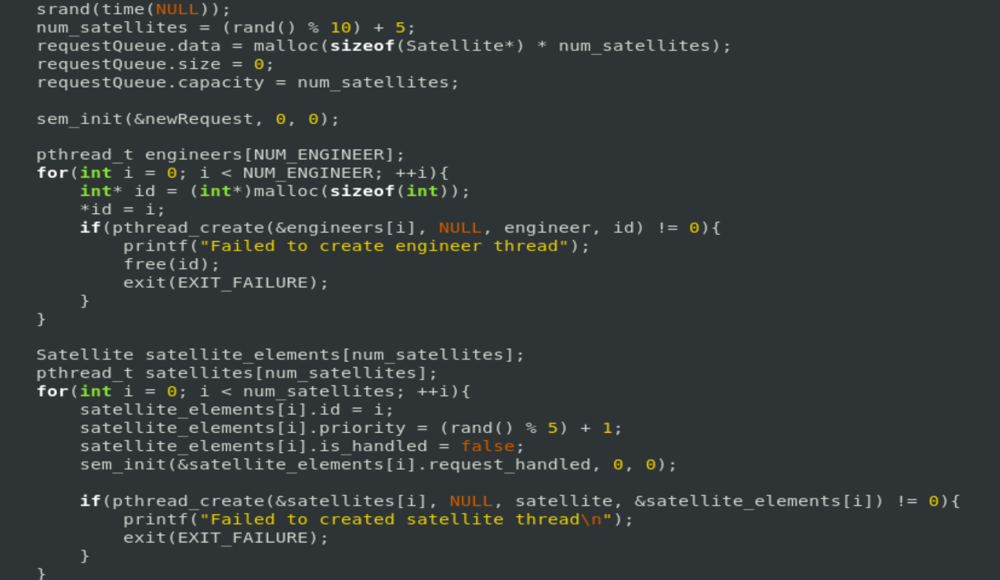 srand(time(NULL));
num_satellites = (rand() % 10) + 5;
requestQueue.data = malloc(sizeof(Satellite*) * num_satellites);
requestQueue.size = 0;
requestQueue.capacity = num_satellites;

sem_init(&newRequest, 0, 0);

pthread_t engineers[NUM_ENGINEER];
for(int i = 0; i < NUM_ENGINEER; ++i){
    int* id = (int*)malloc(sizeof(int));
    *id = i;
    if(pthread_create(&engineers[i], NULL, engineer, id) != 0){
        printf("Failed to create engineer thread");
        free(id);
        exit(EXIT_FAILURE);
    }
}

Satellite satellite_elements[num_satellites];
pthread_t satellites[num_satellites];
for(int i = 0; i < num_satellites; ++i){
    satellite_elements[i].id = i;
    satellite_elements[i].priority = (rand() % 5) + 1;
    satellite_elements[i].is_handled = false;
    sem_init(&satellite_elements[i].request_handled, 0, 0);

    if(pthread_create(&satellites[i], NULL, satellite, &satellite_elements[i]) != 0){
        printf("Failed to created satellite thread\n");
        exit(EXIT_FAILURE);
    }
}